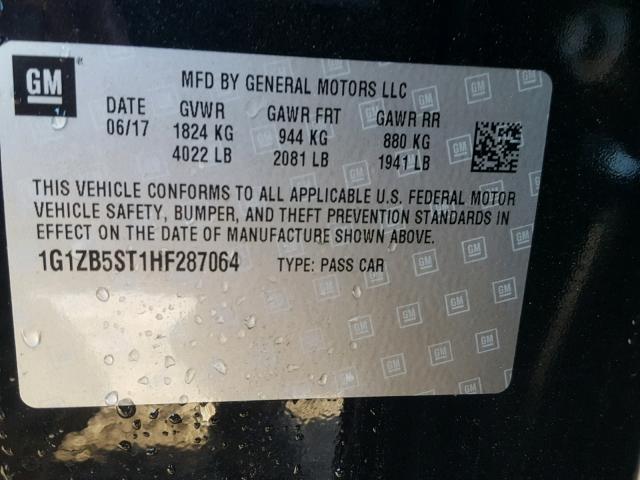 GM
MFD BY GENERAL MOTORS LLC
DATE GVWR GAWR FRT GAWR RR
06/17 1824 KG 944 KG 880 KG
4022 LB 2081 LB 1941 LB
THIS VEHICLE CONFORMS TO ALL APPLICABLE U.S. FEDERAL MOTOR
VEHICLE SAFETY, BUMPER, AND THEFT PREVENTION STANDARDS IN
EFFECT ON THE DATE OF MANUFACTURE SHOWN ABOVE.
1G1ZB5ST1HF287064 TYPE: PASS CAR